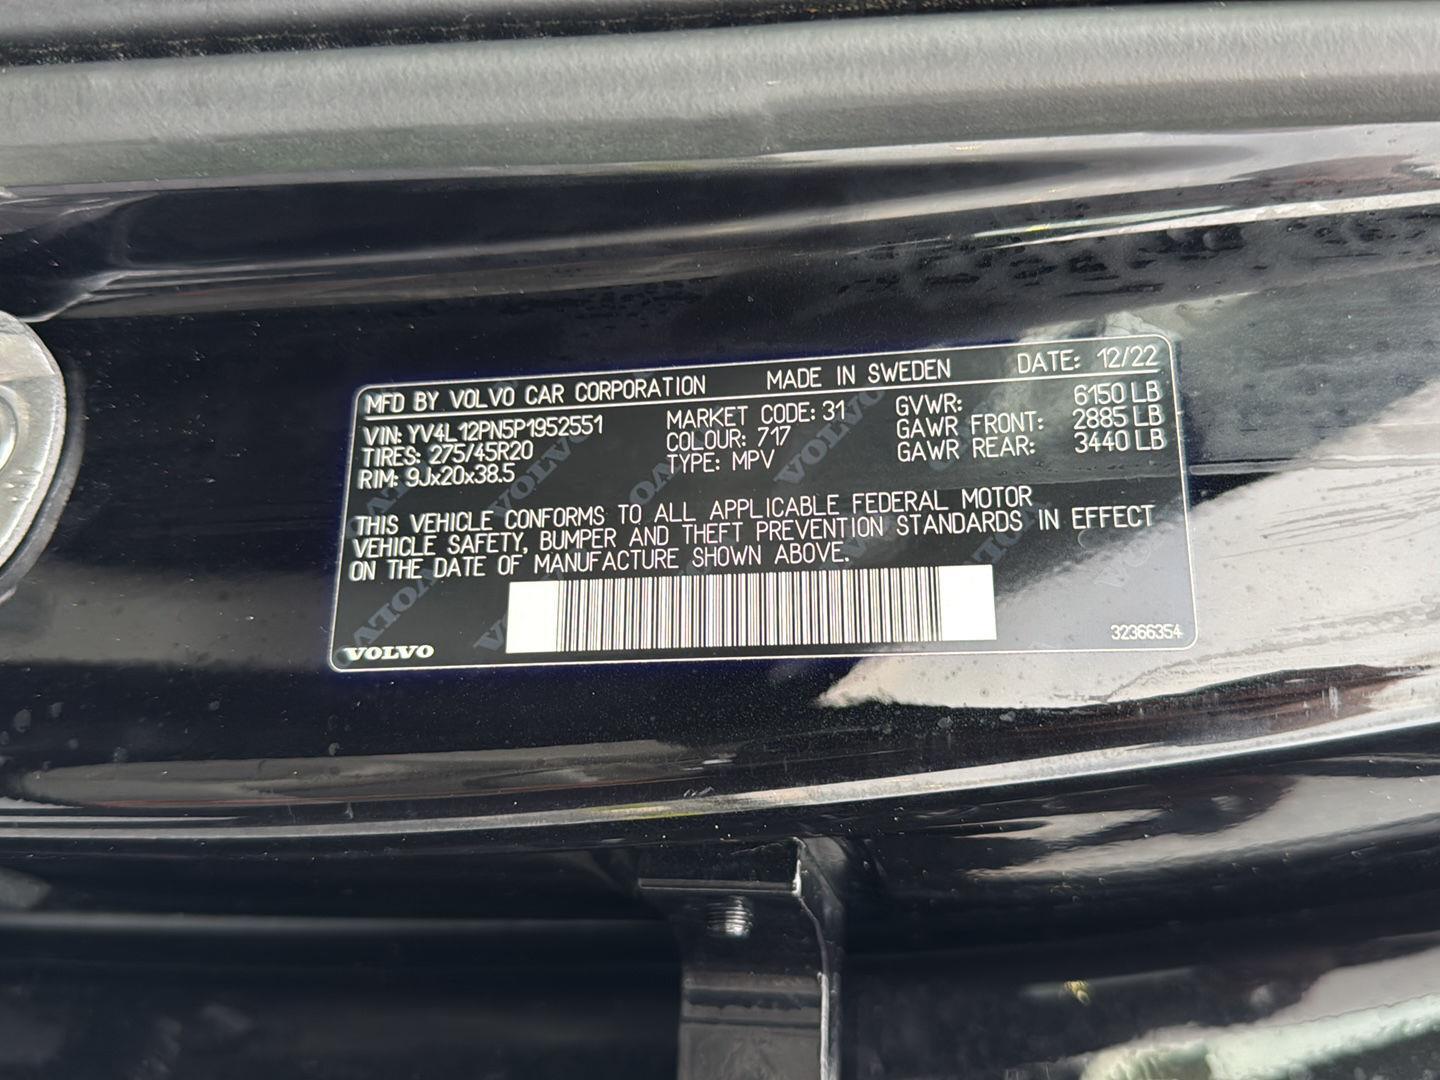 MFD BY VOLVO CAR CORPORATION MADE IN SWEDEN DATE: 12/22
VIN: YV4L12PN5P1952551 MARKET CODE: 31 GVWR: 6150 LB
TIRES: 275/45R20 COLOUR: 717 GAWR FRONT: 2885 LB
RIM: 9Jx20x38.5 TYPE: MPV GAWR REAR: 3440 LB
THIS VEHICLE CONFORMS TO ALL APPLICABLE FEDERAL MOTOR
VEHICLE SAFETY, BUMPER AND THEFT PREVENTION STANDARDS IN EFFECT
ON THE DATE OF MANUFACTURE SHOWN ABOVE.
VOLVO 32366354